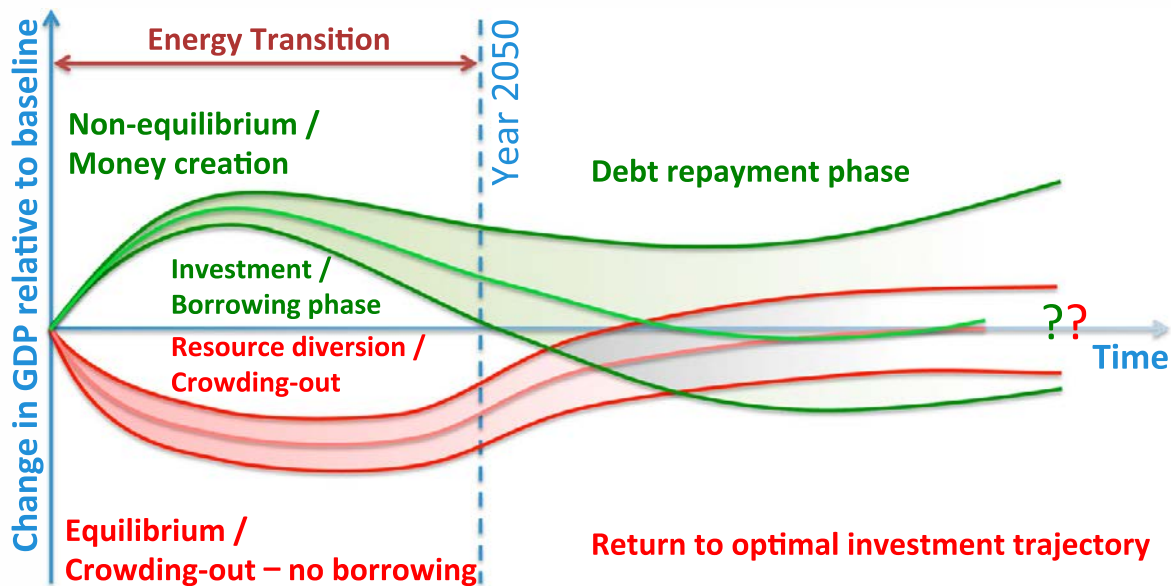 Change in GDP relative to baseline
Energy Transition
Year 2050
Non-equilibrium /
Money creation
Debt repayment phase
Investment /
Borrowing phase
Resource diversion /
Crowding-out
??
Time
Equilibrium /
Crowding-out – no borrowing
Return to optimal investment trajectory